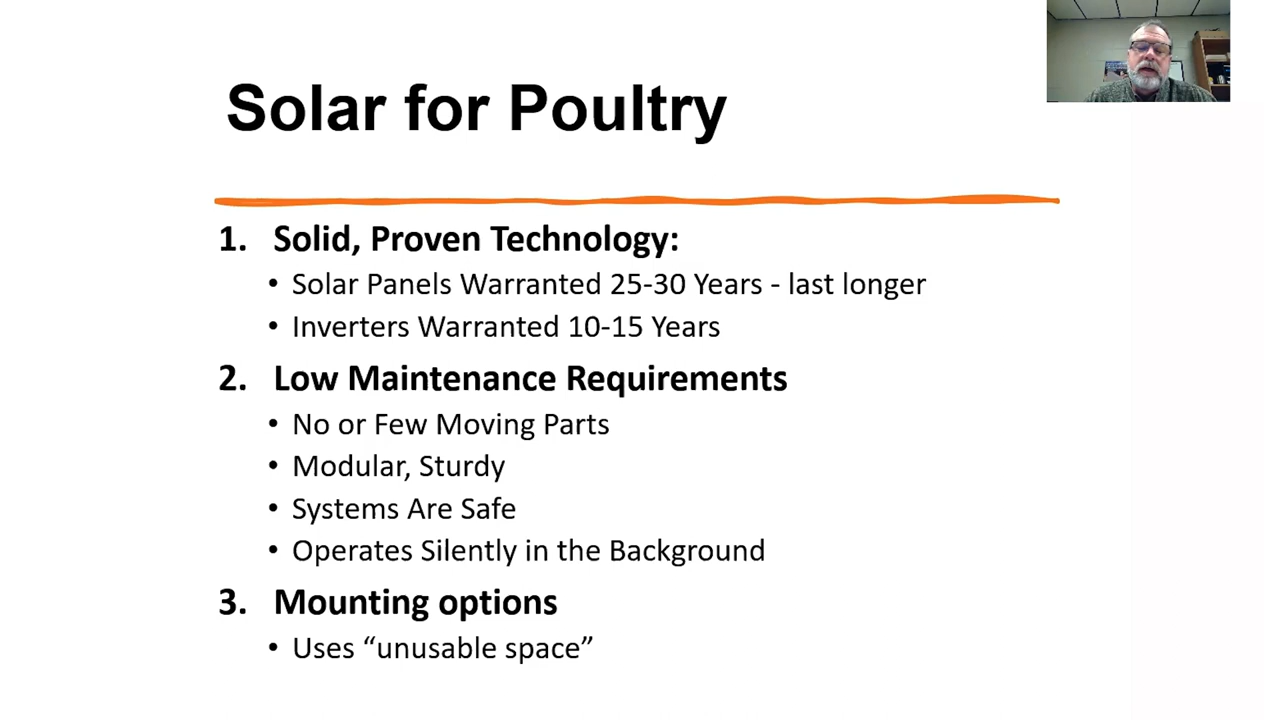 Solar for Poultry
1. Solid, Proven Technology:
• Solar Panels Warranted 25-30 Years - last longer
• Inverters Warranted 10-15 Years
2. Low Maintenance Requirements
• No or Few Moving Parts
• Modular, Sturdy
• Systems Are Safe
• Operates Silently in the Background
3. Mounting options
• Uses “unusable space”